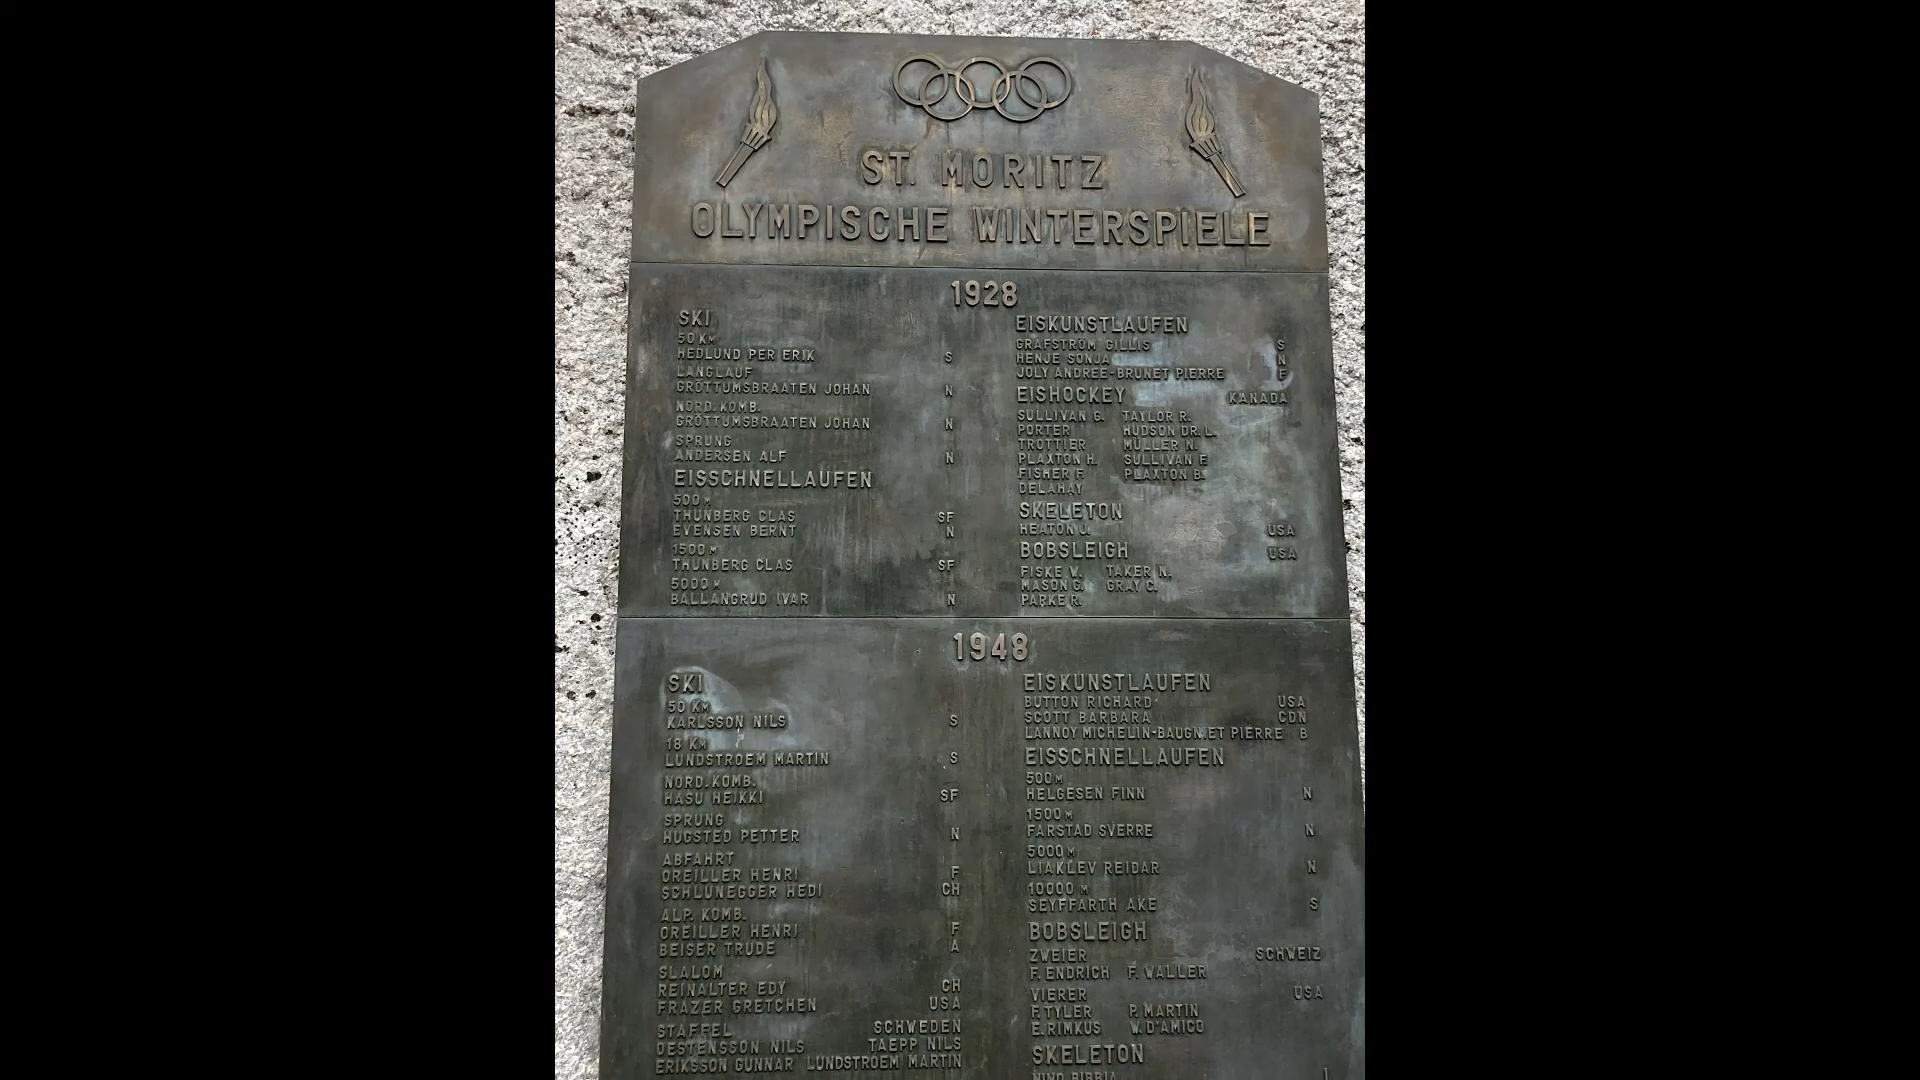 ST. MORITZ
OLYMPISCHE WINTERSPIELE
1928
SKI
50 KM
HEDLUND PER ERIK S
LANGLAUF
GRÖTTUMSBRAATEN JOHAN N
NORD. KOMB.
GRÖTTUMSBRAATEN JOHAN N
SPRUNG
ANDERSEN ALF N
EISSCHNELLAUFEN
500 M
THUNBERG CLAS SF
EVENSEN BERNT N
1500 M
THUNBERG CLAS SF
5000 M
BALLANGRUD IVAR N
EISKUNSTLAUFEN
GRAFSTRÖM GILLIS S
HENJE SONJA N
JOLY ANDREE-BRUNET PIERRE F
EISHOCKEY KANADA
SULLIVAN G. TAYLOR R.
PORTER HUDSON DR. L.
TROTTIER MÜLLER N.
PLAXTON H. SULLIVAN F.
FISHER F. PLAXTON B.
DELAHAY
SKELETON
HEATON J. USA
BOBSLEIGH USA
FISKE W. TAKER N.
MASON G. GRAY C.
PARKE R.
1948
SKI
50 KM
KARLSSON NILS S
18 KM
LUNDSTROEM MARTIN S
NORD. KOMB.
HASU HEIKKI SF
SPRUNG
HUGSTED PETTER N
ABFAHRT
OREILLER HENRI F
SCHLUNEGGER HEDI CH
ALP. KOMB.
OREILLER HENRI F
BEISER TRUDE A
SLALOM
REINALTER EDY CH
FRAZER GRETCHEN USA
STAFFEL SCHWEDEN
OESTENSSON NILS TAEPP NILS
ERIKSSON GUNNAR LUNDSTROEM MARTIN
EISKUNSTLAUFEN
BUTTON RICHARD USA
SCOTT BARBARA CDN
LANNOY MICHELIN-BAUGNIET PIERRE B
EISSCHNELLAUFEN
500 M
HELGESEN FINN N
1500 M
FARSTAD SVERRE N
5000 M
LIAKLEV REIDAR N
10000 M
SEYFFARTH AKE S
BOBSLEIGH
ZWEIER SCHWEIZ
F. ENDRICH F. WALLER
VIERER USA
F. TYLER P. MARTIN
E. RIMKUS W. D'AMICO
SKELETON
NINO BIBBIA I